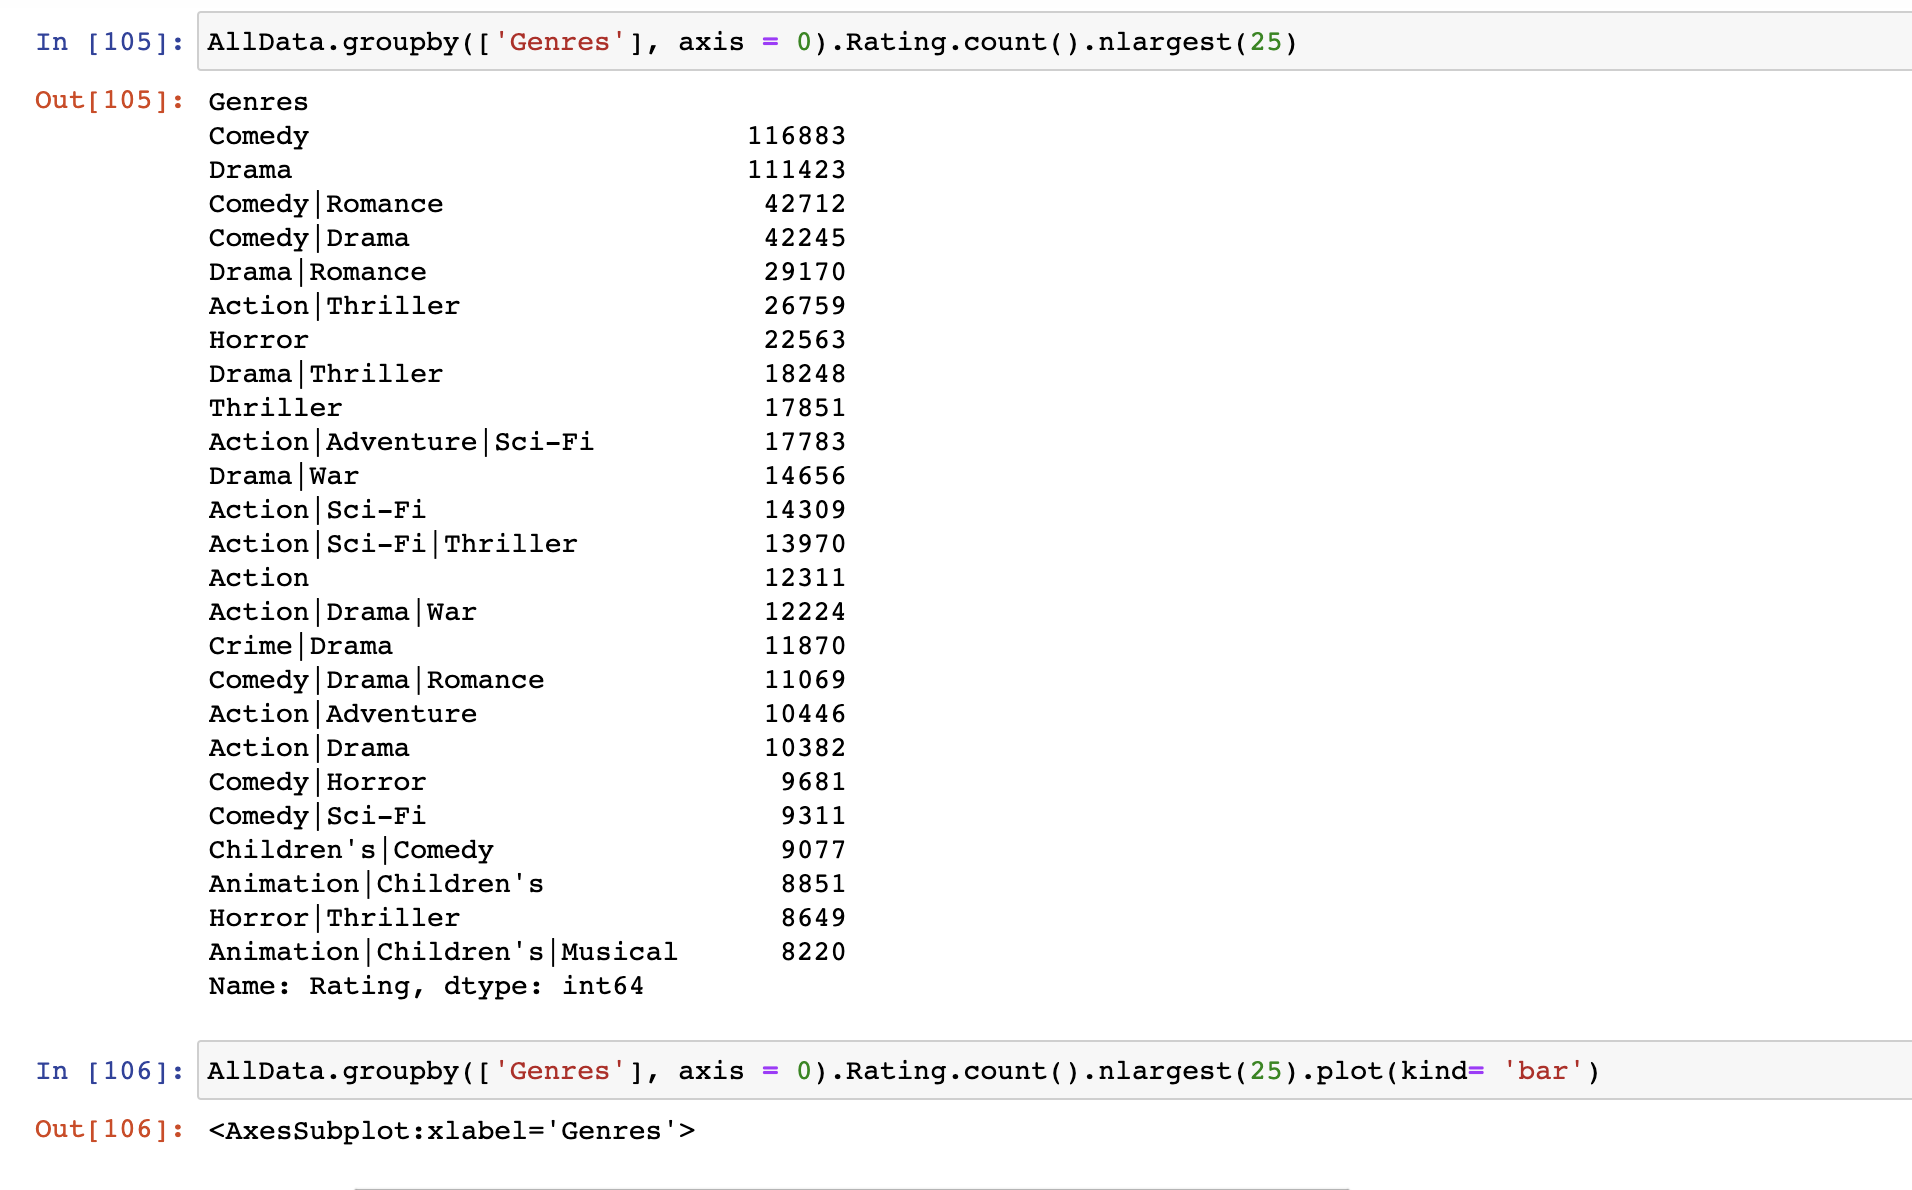 In [105]: AllData.groupby(['Genres'], axis = 0).Rating.count().nlargest(25)
Out[105]: Genres
Comedy 116883
Drama 111423
Comedy|Romance 42712
Comedy|Drama 42245
Drama|Romance 29170
Action|Thriller 26759
Horror 22563
Drama|Thriller 18248
Thriller 17851
Action|Adventure|Sci-Fi 17783
Drama|War 14656
Action|Sci-Fi 14309
Action|Sci-Fi|Thriller 13970
Action 12311
Action|Drama|War 12224
Crime|Drama 11870
Comedy|Drama|Romance 11069
Action|Adventure 10446
Action|Drama 10382
Comedy|Horror 9681
Comedy|Sci-Fi 9311
Children's|Comedy 9077
Animation|Children's 8851
Horror|Thriller 8649
Animation|Children's|Musical 8220
Name: Rating, dtype: int64
In [106]: AllData.groupby(['Genres'], axis = 0).Rating.count().nlargest(25).plot(kind= 'bar')
Out[106]: <AxesSubplot:xlabel='Genres'>